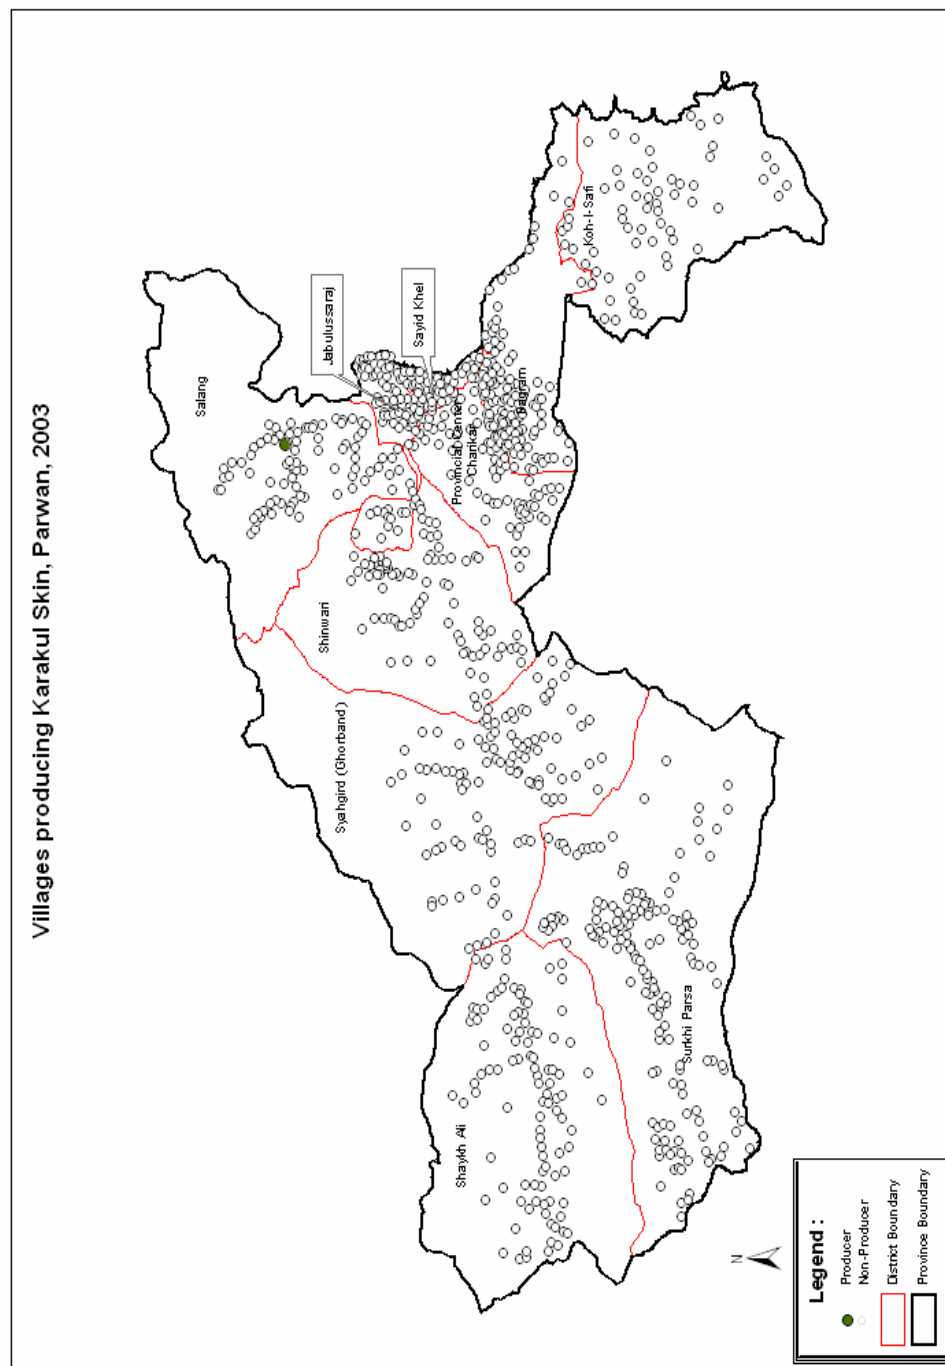 Villages producing Karakul Skin, Parwan, 2003
Salang
Jabulussaraj
Sayid Khel
Koh-I-Safi
Bagram
Provincial Center
Charikar
Shinwari
Syahgird (Ghorband)
Shaykh Ali
Surkhi Parsa
N
Legend :
Producer
Non-Producer
District Boundary
Province Boundary